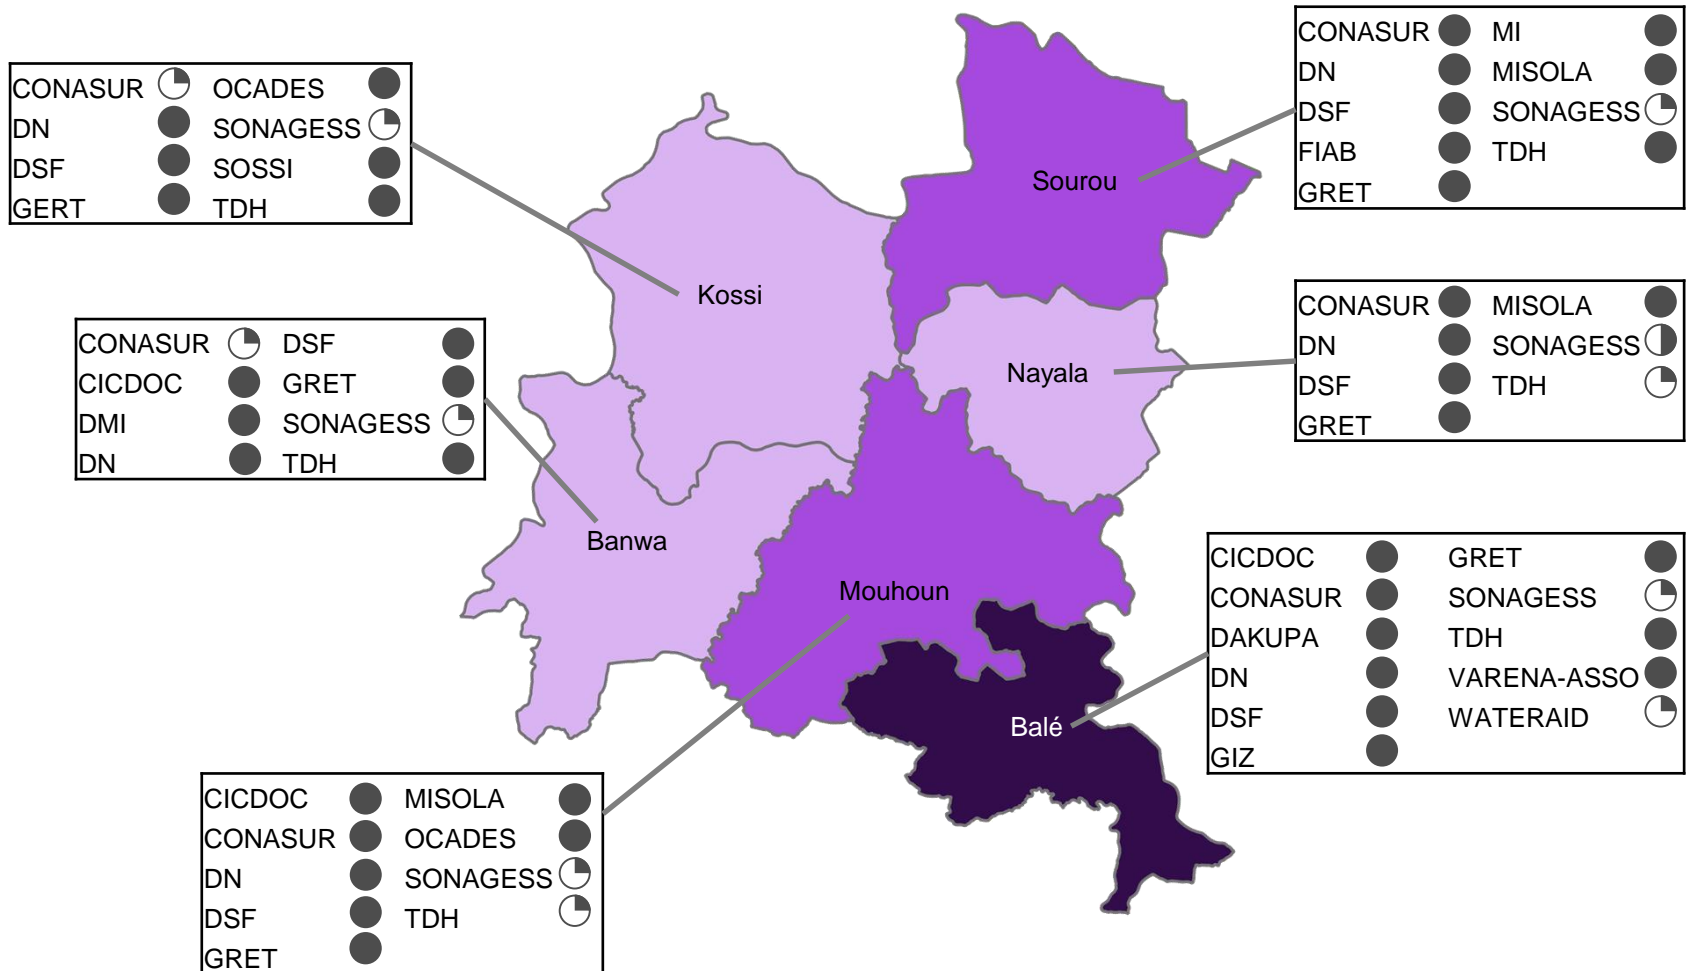 CONASUR OCADES
DN SONAGESS
DSF SOSSI
GERT TDH
CONASUR MI
DN MISOLA
DSF SONAGESS
FIAB TDH
GRET
Sourou
Kossi
CONASUR MISOLA
DN SONAGESS
DSF TDH
GRET
Nayala
CONASUR DSF
CICDOC GRET
DMI SONAGESS
DN TDH
Banwa
Mouhoun
CICDOC GRET
CONASUR SONAGESS
DAKUPA TDH
DN VARENA-ASSO
DSF WATERAID
GIZ
Balé
CICDOC MISOLA
CONASUR OCADES
DN SONAGESS
DSF TDH
GRET